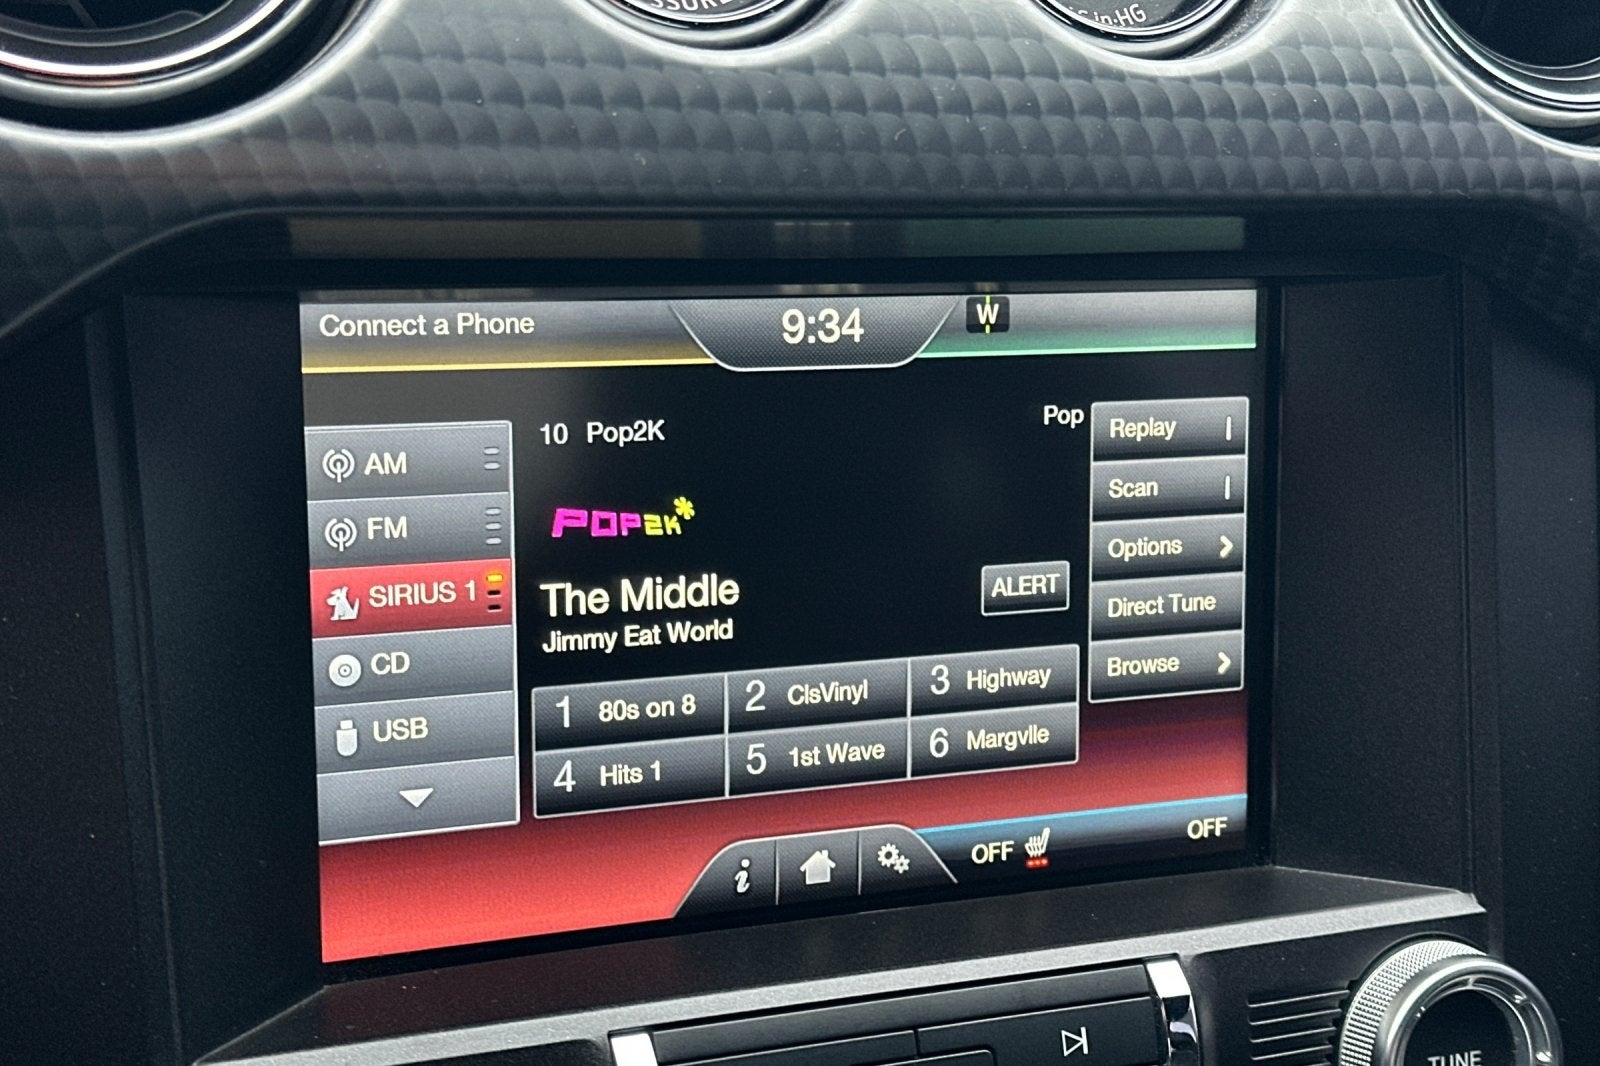 in-HG
Connect a Phone
9:34
W
AM
FM
SIRIUS 1
CD
USB
10 Pop2K
Pop
POP2K*
The Middle
Jimmy Eat World
ALERT
Replay
Scan
Options
Direct Tune
Browse
1 80s on 8
2 ClsVinyl
3 Highway
4 Hits 1
5 1st Wave
6 Margvlle
i
OFF
OFF
TUNE